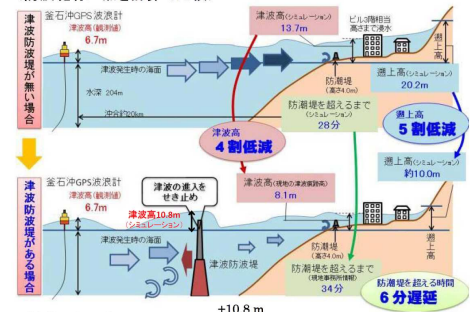 津波防波堤が無い場合
釜石沖GPS波浪計
津波高(観測値)
6.7m
津波発生時の海面
水深 204m
沖合約20km
津波高(シミュレーション)
13.7m
ビル3階相当
高さまで浸水
防潮堤
(高さ4.0m)
遡上高
遡上高(シミュレーション)
20.2m
防潮堤を超えるまで
(シミュレーション)
28分
津波高
4割低減
遡上高
5割低減
津波防波堤がある場合
釜石沖GPS波浪計
津波高(観測値)
6.7m
津波発生時の海面
津波の進入を
せき止め
津波高10.8m
(シミュレーション)
津波防波堤
津波高(現地の津波痕跡高)
8.1m
遡上高(シミュレーション)
約10.0m
遡上高
防潮堤
(高さ4.0m)
防潮堤を超えるまで
(現地事務所情報)
34分
防潮堤を超える時間
6分遅延
+10.8 m